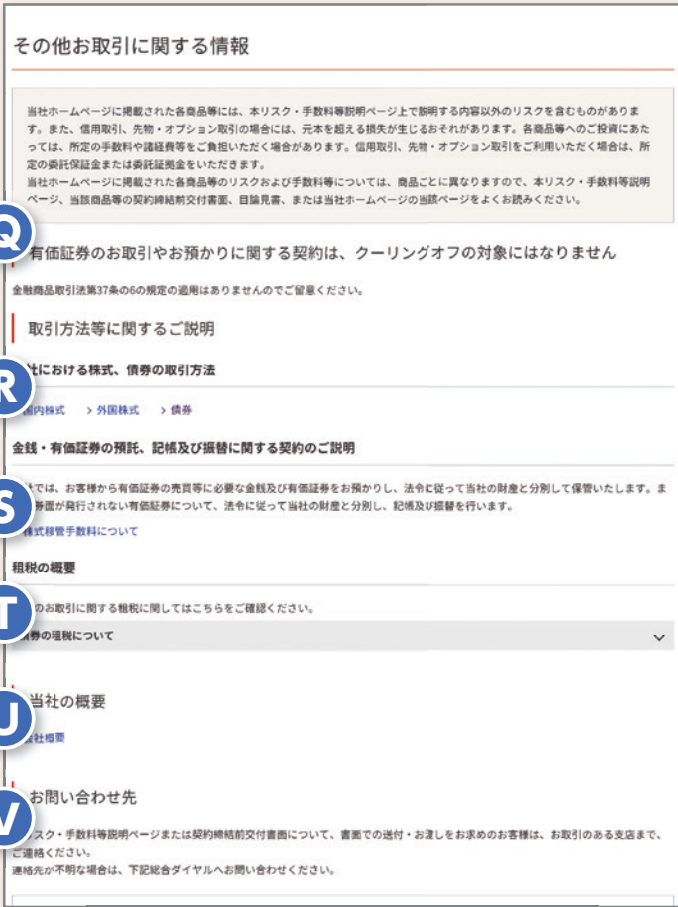 その他お取引に関する情報
当社ホームページに掲載された各商品等には、本リスク・手数料等説明ページ上で説明する内容以外のリスクを含むものがありま
す。また、信用取引、先物・オプション取引の場合には、元本を超える損失が生じるおそれがあります。各商品等へのご投資にあた
っては、所定の手数料や諸経費等をご負担いただく場合があります。信用取引、先物・オプション取引をご利用いただく場合は、所
定の委託保証金または委託証拠金をいただきます。
当社ホームページに掲載された各商品等のリスクおよび手数料等については、商品ごとに異なりますので、本リスク・手数料等説明
ページ、当該商品等の契約締結前交付書面、目論見書、または当社ホームページの当該ページをよくお読みください。
Q
有価証券のお取引やお預かりに関する契約は、クーリングオフの対象にはなりません
金融商品取引法第37条の6の規定の適用はありませんのでご留意ください。
取引方法等に関するご説明
社における株式、債券の取引方法
R
国内株式 > 外国株式 > 債券
金銭・有価証券の預託、記帳及び振替に関する契約のご説明
では、お客様から有価証券の売買等に必要な金銭及び有価証券をお預かりし、法令に従って当社の財産と分別して保管いたします。ま
S
券面が発行されない有価証券について、法令に従って当社の財産と分別し、記帳及び振替を行います。
株式移管手数料について
租税の概要
T
のお取引に関する租税に関してはこちらをご確認ください。
債券の租税について
U
当社の概要
会社概要
お問い合わせ先
V
スク・手数料等説明ページまたは契約締結前交付書面について、書面での送付・お渡しをお求めのお客様は、お取引のある支店まで、
ご連絡ください。
連絡先が不明な場合は、下記総合ダイヤルへお問い合わせください。